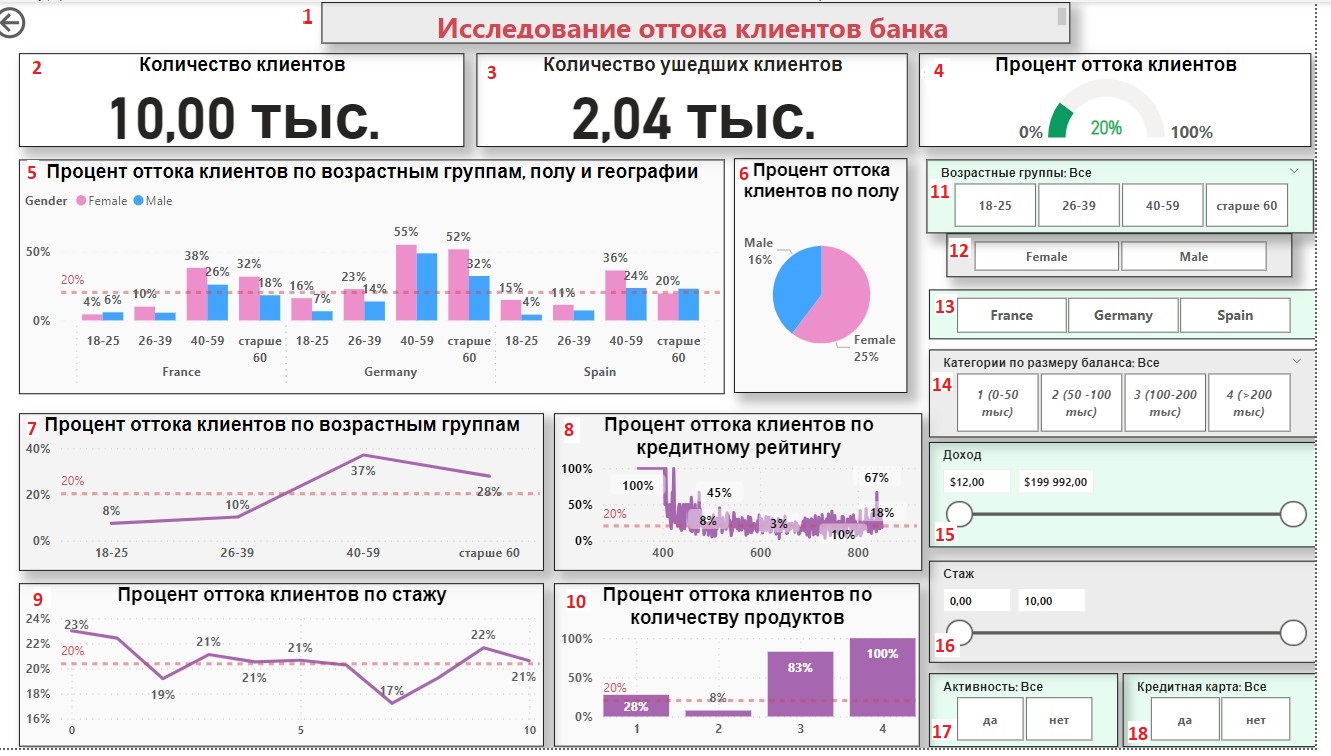 1
Исследование оттока клиентов банка
2
Количество клиентов
10,00 тыс.
3
Количество ушедших клиентов
2,04 тыс.
4
Процент оттока клиентов
0%
20%
100%
5 Процент оттока клиентов по возрастным группам, полу и географии
Gender Female Male
50%
20%
0%
4% 6% 10% 38% 26% 32% 18%
16% 7% 23% 14% 55% 52% 32%
15% 4% 11% 36% 24% 20%
18-25 26-39 40-59 старше 60 18-25 26-39 40-59 старше 60 18-25 26-39 40-59 старше 60
France Germany Spain
6 Процент оттока
клиентов по полу
Male
16%
Female
25%
11
Возрастные группы: Все
18-25 26-39 40-59 старше 60
12
Female Male
13
France Germany Spain
14
Категории по размеру баланса: Все
1 (0-50 2 (50 -100 3 (100-200 4 (>200
тыс) тыс) тыс) тыс)
7 Процент оттока клиентов по возрастным группам
40%
20%
20%
0%
8% 10% 37% 28%
18-25 26-39 40-59 старше 60
8 Процент оттока клиентов по
кредитному рейтингу
100%
50%
20%
0%
100% 45% 8% 3% 10% 67% 18%
400 600 800
Доход
$12,00 $199 992,00
15
9 Процент оттока клиентов по стажу
24%
22%
20%
20%
18%
16%
23% 19% 21% 21% 21% 17% 22% 21%
0 5 10
10 Процент оттока клиентов по
количеству продуктов
100%
50%
20%
0%
28% 8% 83% 100%
1 2 3 4
Стаж
0,00 10,00
16
Активность: Все
17 да нет
Кредитная карта: Все
18 да нет